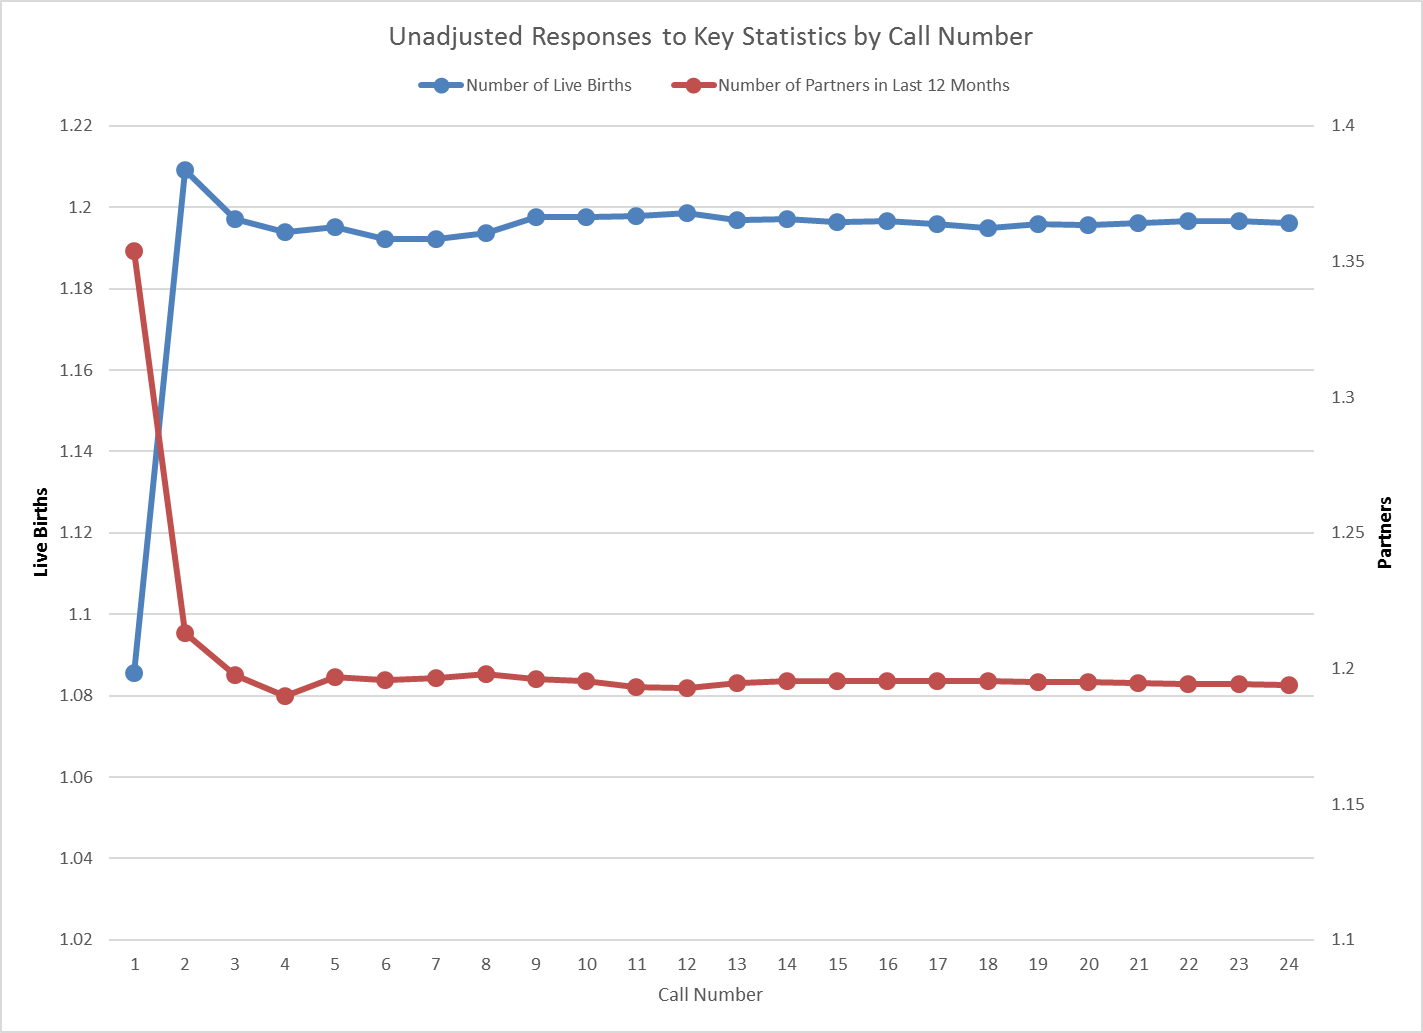 Unadjusted Responses to Key Statistics by Call Number
Number of Live Births Number of Partners in Last 12 Months
1.22 1.4
1.2
1.35
1.18
1.16
1.3
1.14
Live Births
Partners
1.12 1.25
1.1
1.2
1.08
1.06
1.15
1.04
1.02 1.1
1 2 3 4 5 6 7 8 9 10 11 12 13 14 15 16 17 18 19 20 21 22 23 24
Call Number